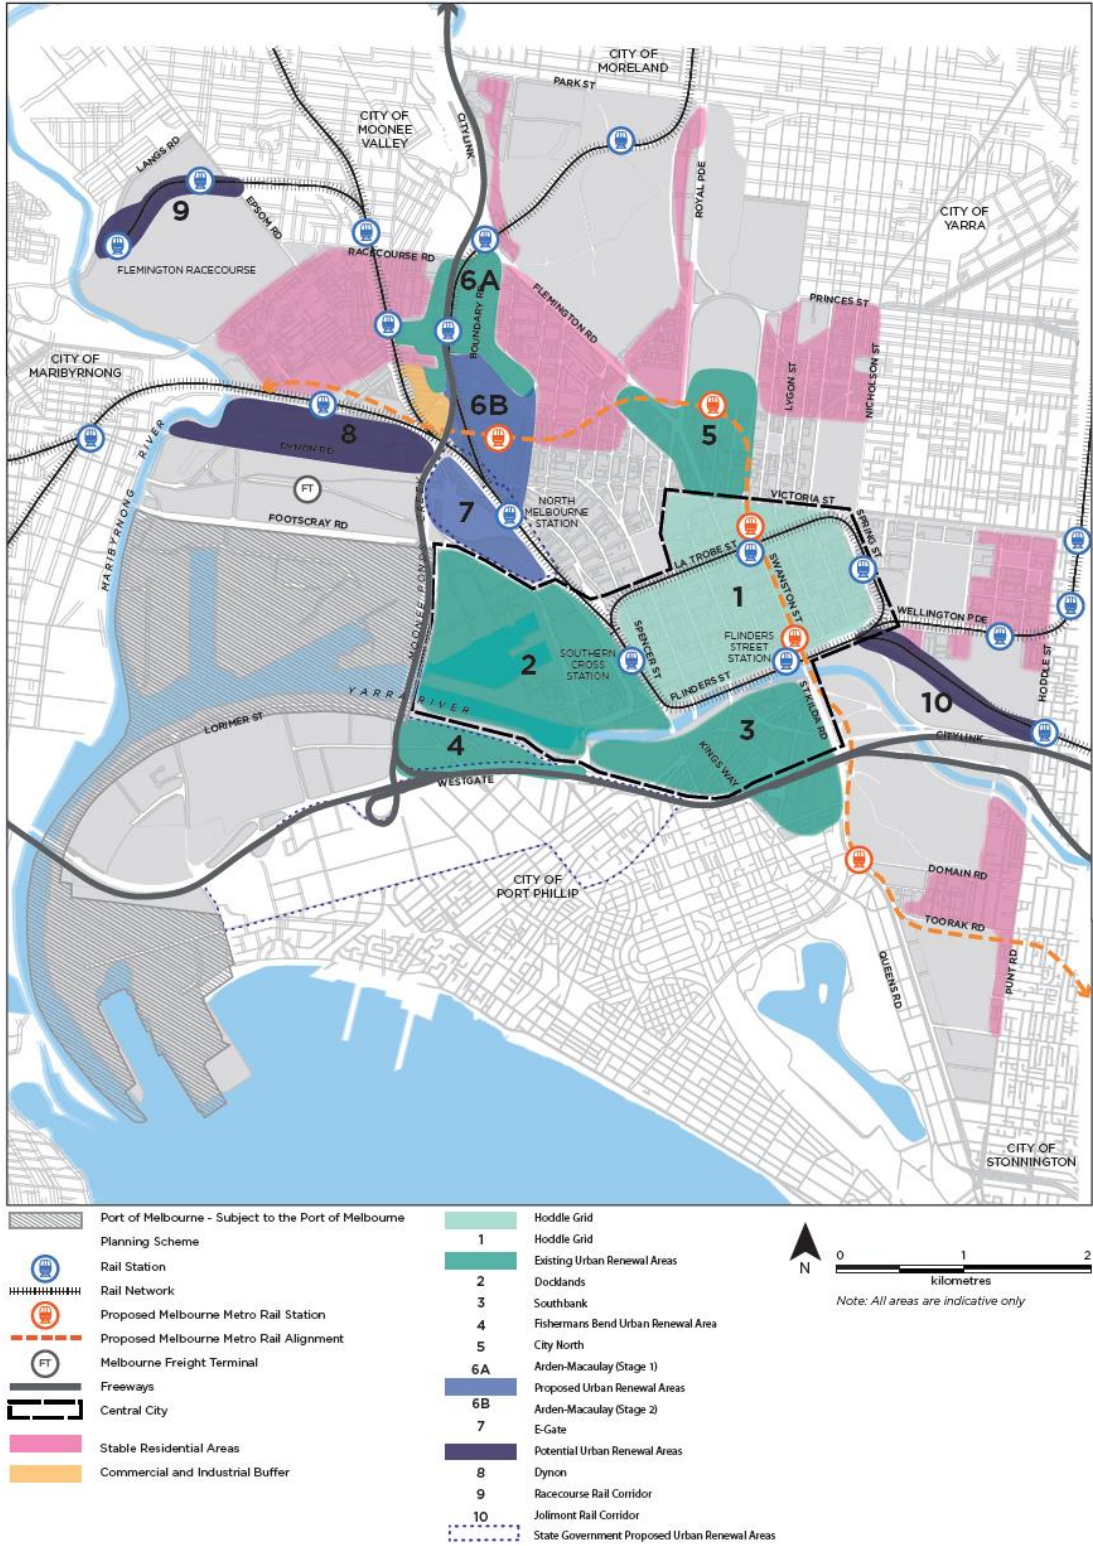 CITY OF
MORELAND
PARK ST
CITY OF
MOONEE
VALLEY
CITYLINK
LANGS RD
ROYAL PDE
EPSOM RD
9
CITY OF
YARRA
FLEMINGTON RACECOURSE
RACECOURSE RD
6A
BOUNDARY RD
FLEMINGTON RD
PRINCES ST
CITY OF
MARIBYRNONG
LYGON ST
NICHOLSON ST
6B
5
8
DYNON RD
MARIBYRNONG RIVER
FT
FOOTSCRAY RD
7
NORTH
MELBOURNE
STATION
VICTORIA ST
SPRING ST
LA TROBE ST
SWANSTON ST
1
WELLINGTON PDE
MOONEE PONDS CREEK
SPENCER ST
FLINDERS
STREET
STATION
SOUTHERN
CROSS
STATION
2
FLINDERS ST
HODDLE ST
YARRA RIVER
ST KILDA RD
10
LORIMER ST
4
3
KINGS WAY
CITYLINK
WESTGATE
CITY OF
PORT PHILLIP
DOMAIN RD
TOORAK RD
QUEENS RD
PUNT RD
CITY OF
STONNINGTON
Port of Melbourne - Subject to the Port of Melbourne
Planning Scheme
Rail Station
Rail Network
Proposed Melbourne Metro Rail Station
Proposed Melbourne Metro Rail Alignment
FT Melbourne Freight Terminal
Freeways
Central City
Stable Residential Areas
Commercial and Industrial Buffer
Hoddle Grid
1 Hoddle Grid
Existing Urban Renewal Areas
2 Docklands
3 Southbank
4 Fishermans Bend Urban Renewal Area
5 City North
6A Arden-Macaulay (Stage 1)
Proposed Urban Renewal Areas
6B Arden-Macaulay (Stage 2)
7 E-Gate
Potential Urban Renewal Areas
8 Dynon
9 Racecourse Rail Corridor
10 Jolimont Rail Corridor
State Government Proposed Urban Renewal Areas
N
0 1 2
kilometres
Note: All areas are indicative only